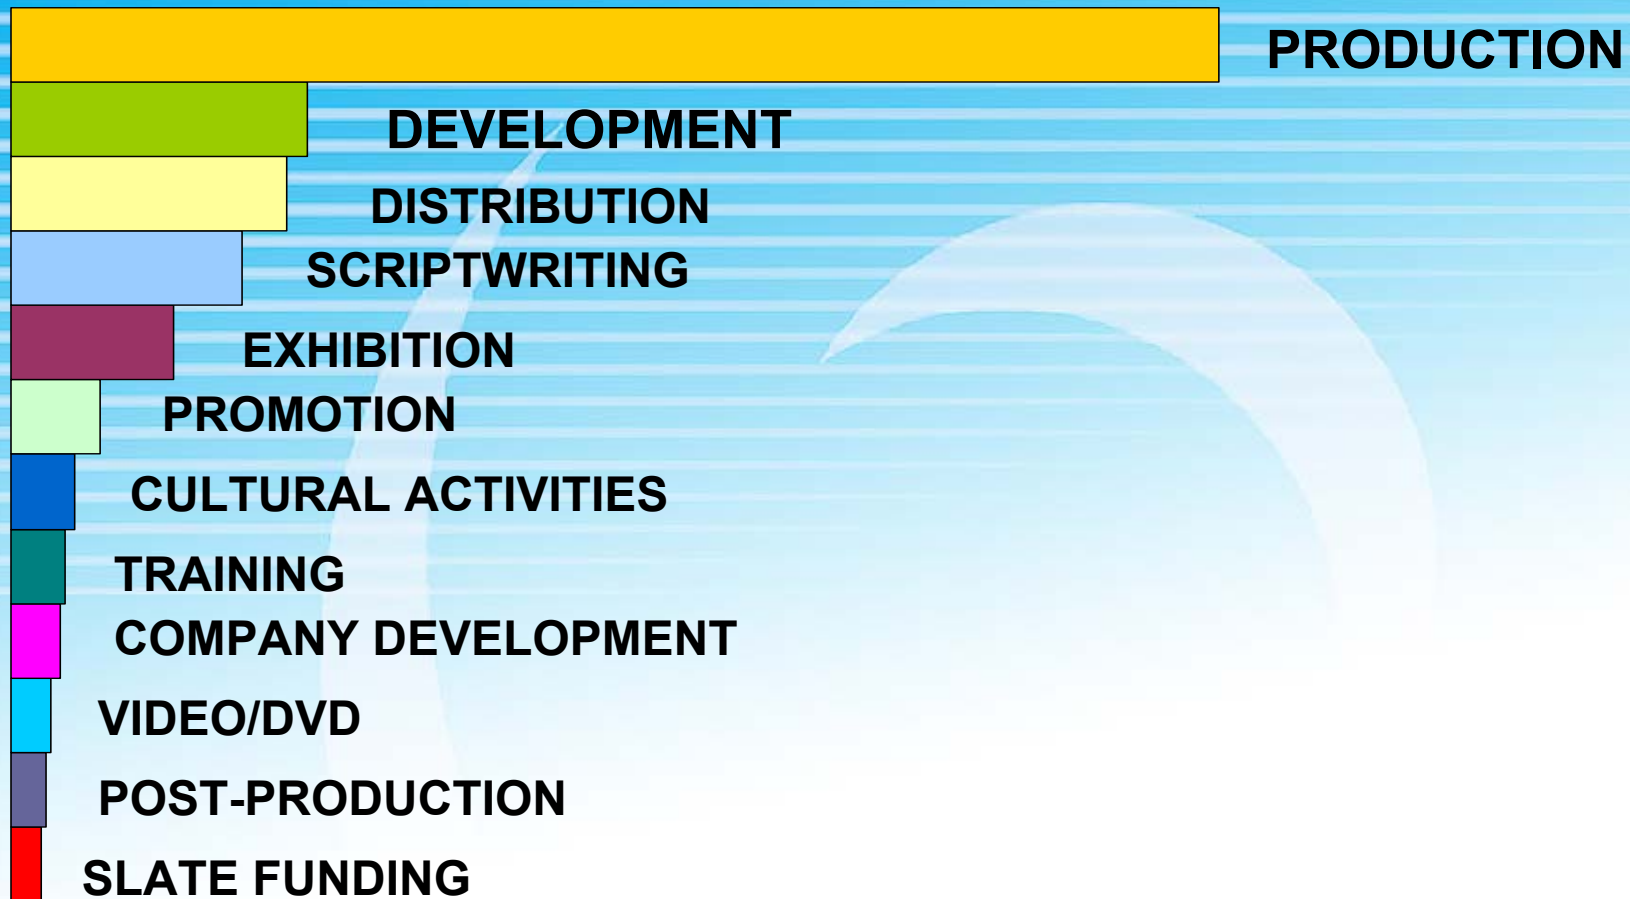 PRODUCTION
DEVELOPMENT
DISTRIBUTION
SCRIPTWRITING
EXHIBITION
PROMOTION
CULTURAL ACTIVITIES
TRAINING
COMPANY DEVELOPMENT
VIDEO/DVD
POST-PRODUCTION
SLATE FUNDING